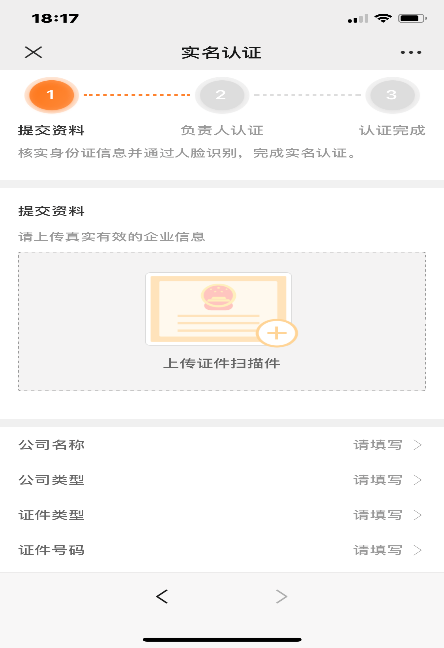 18:17
实名认证
1
2
3
提交资料
负责人认证
认证完成
核实身份证信息并通过人脸识别，完成实名认证。
提交资料
请上传真实有效的企业信息
上传证件扫描件
公司名称 请填写
公司类型 请填写
证件类型 请填写
证件号码 请填写